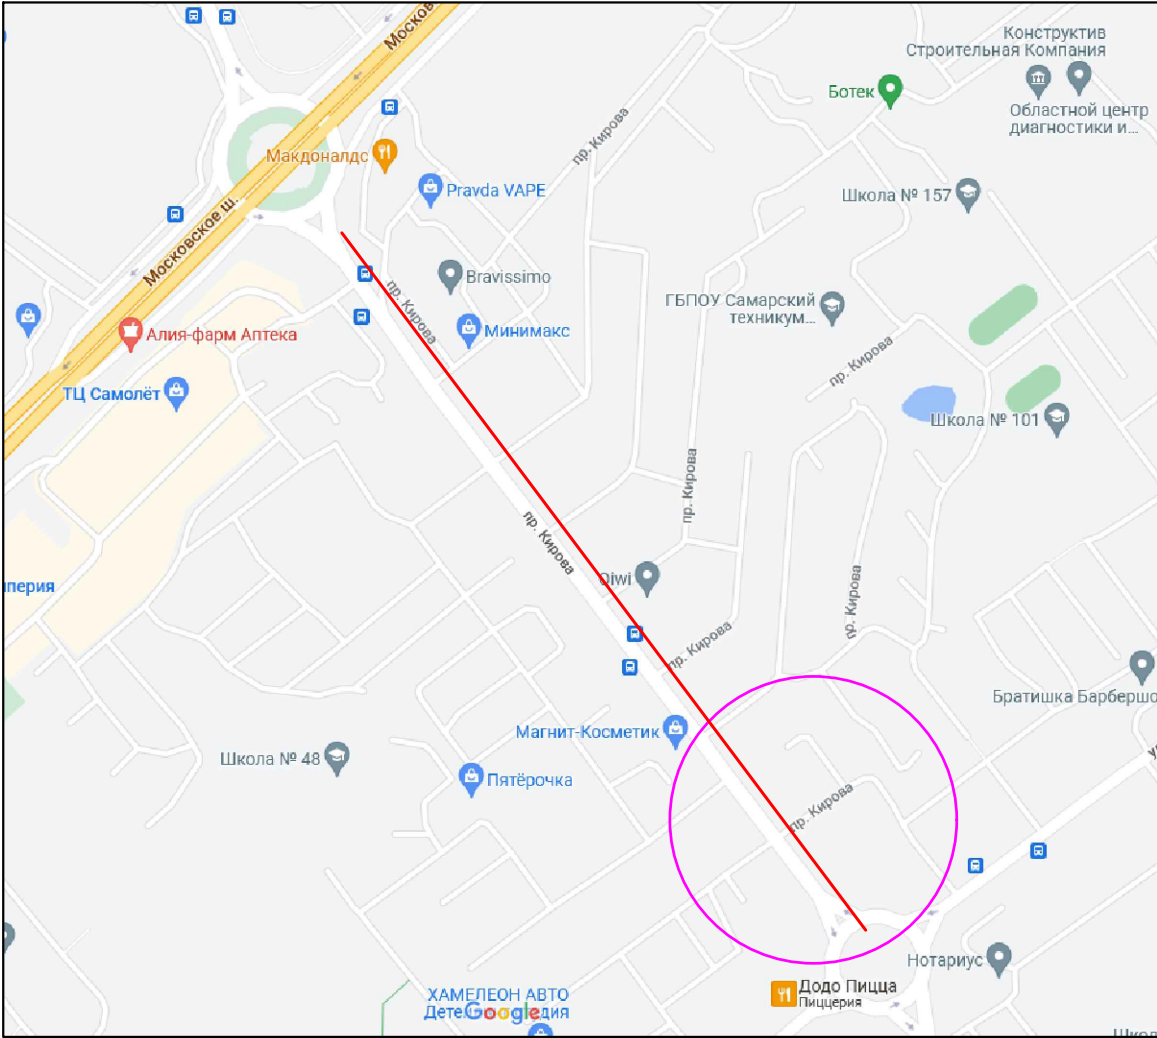 Московск
Конструктив
Строительная Компания
Ботек
Областной центр
диагностики и...
пр. Кирова
Макдоналдс
Pravda VAPE
Школа № 157
Московское ш.
Bravissimo
пр. Кирова
ГБПОУ Самарский
техникум...
Минимакс
Алия-фарм Аптека
пр. Кирова
ТЦ Самолёт
Школа № 101
пр. Кирова
пр. Кирова
перия
Qiwi
пр. Кирова
пр. Кирова
Братишка Барбершо
Магнит-Косметик
Школа № 48
Пятёрочка
пр. Кирова
Нотариус
Додо Пицца
Пиццерия
ХАМЕЛЕОН АВТО
Google